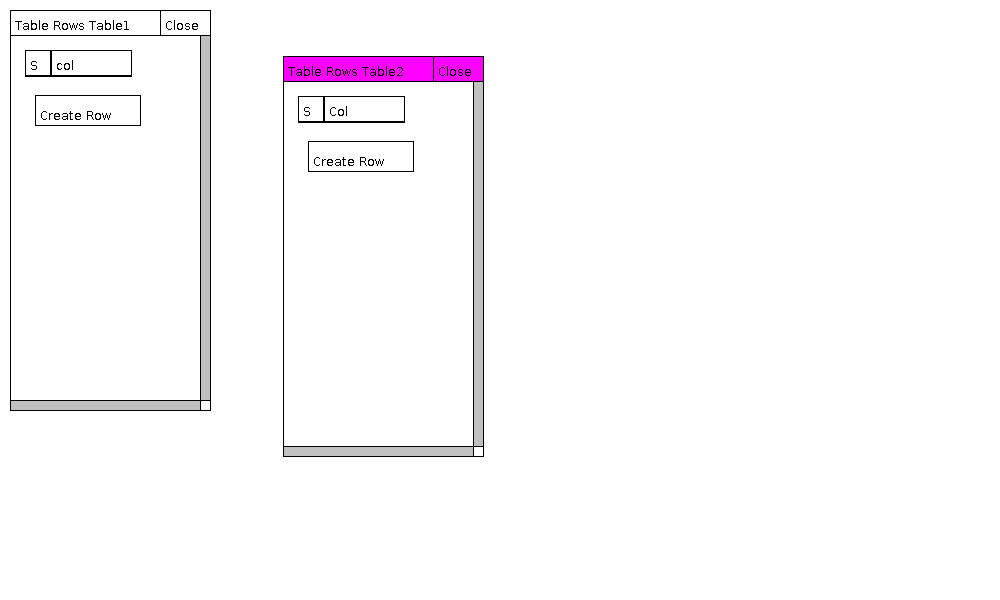 Table Rows Table1 Close
S col
Create Row
Table Rows Table2 Close
S Col
Create Row